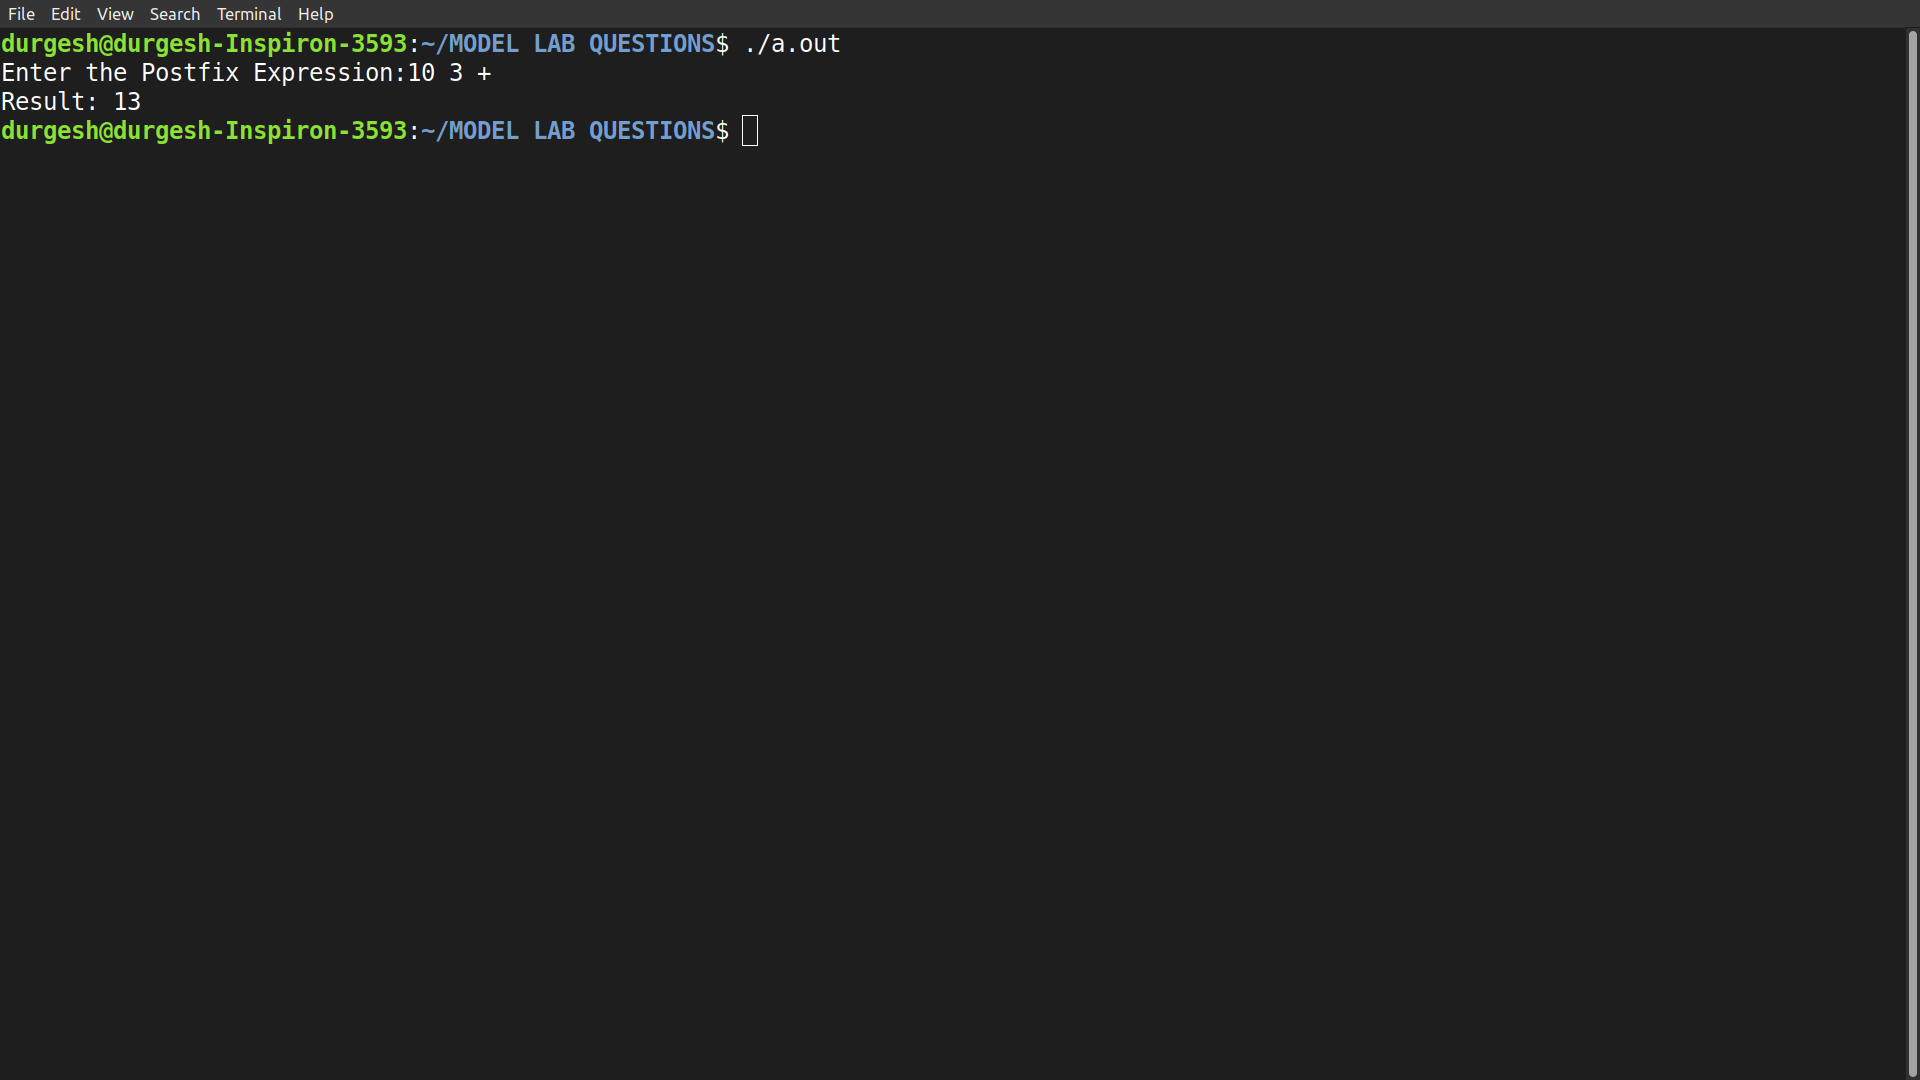 File Edit View Search Terminal Help
durgesh@durgesh-Inspiron-3593:~/MODEL LAB QUESTIONS$ ./a.out
Enter the Postfix Expression:10 3 +
Result: 13
durgesh@durgesh-Inspiron-3593:~/MODEL LAB QUESTIONS$